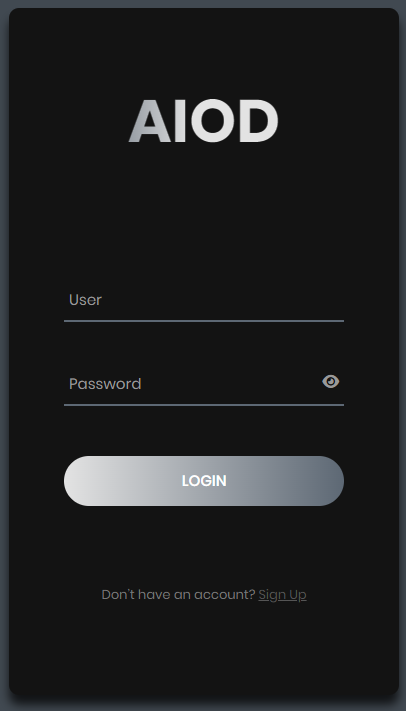 AIOD
User
Password
LOGIN
Don't have an account? Sign Up